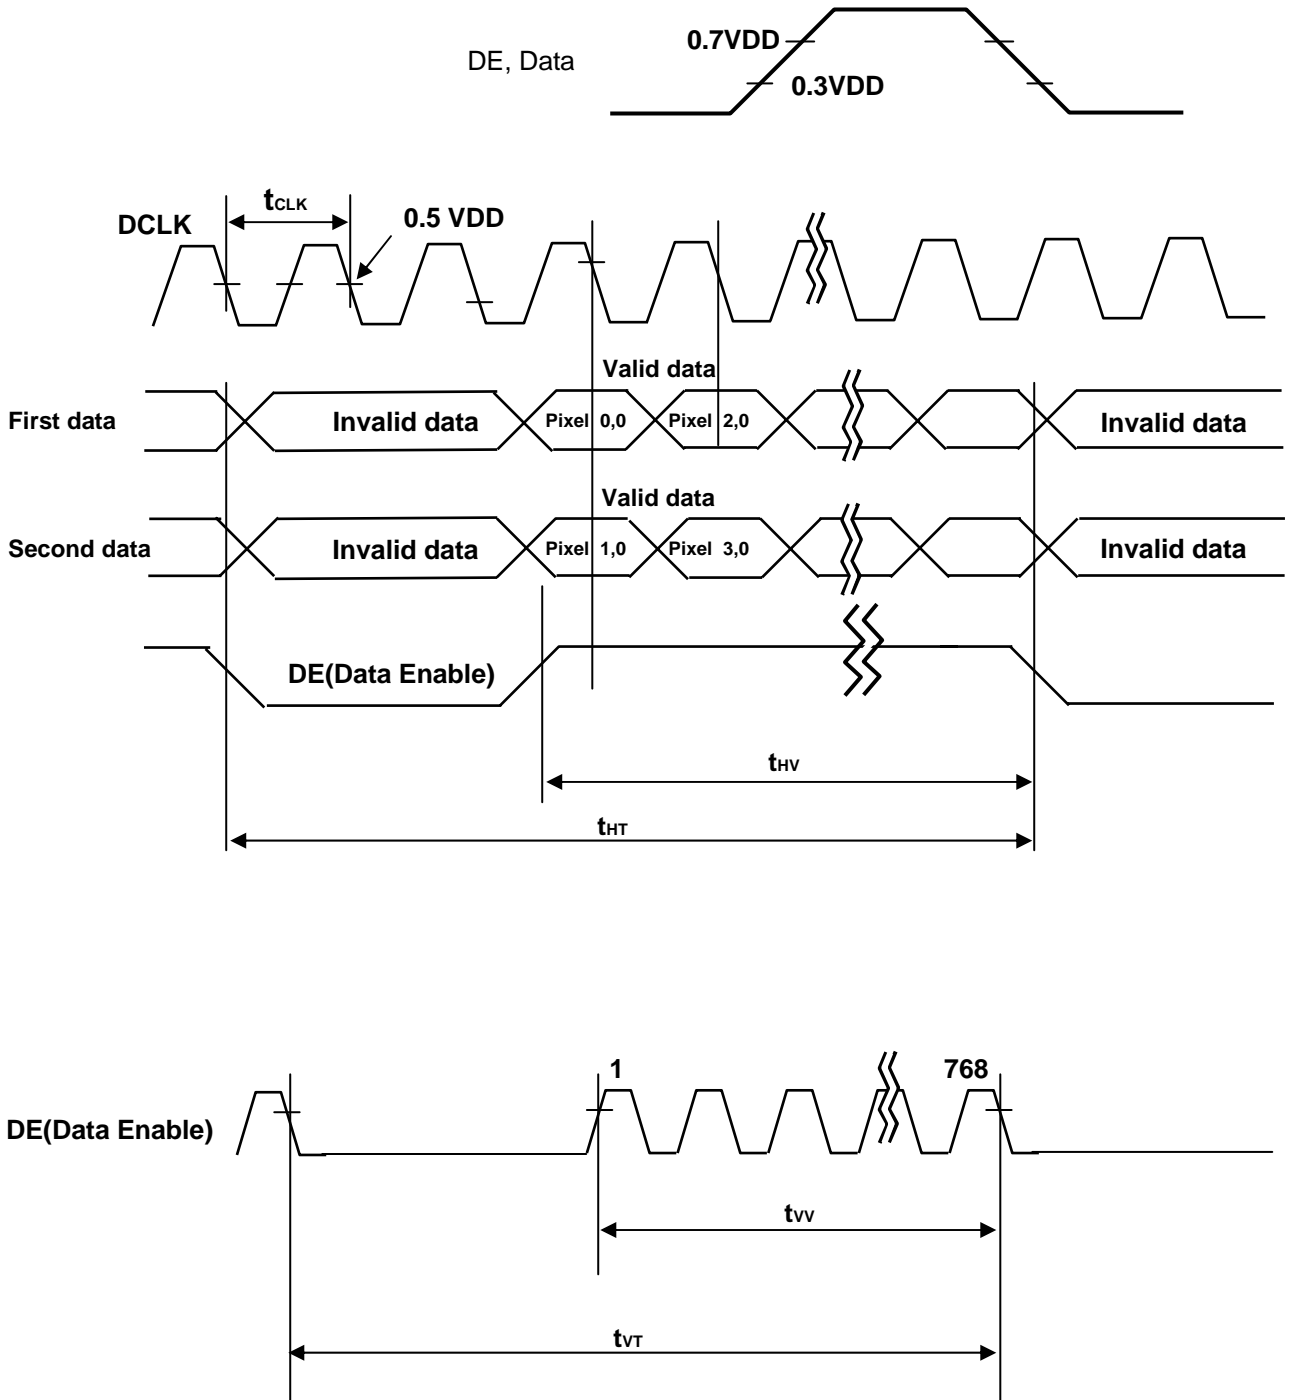 0.7VDD
DE, Data
0.3VDD
tCLK
DCLK
0.5 VDD
Valid data
First data
Invalid data
Pixel 0,0
Pixel 2,0
Invalid data
Valid data
Second data
Invalid data
Pixel 1,0
Pixel 3,0
Invalid data
DE(Data Enable)
tHV
tHT
1
768
DE(Data Enable)
tVV
tVT